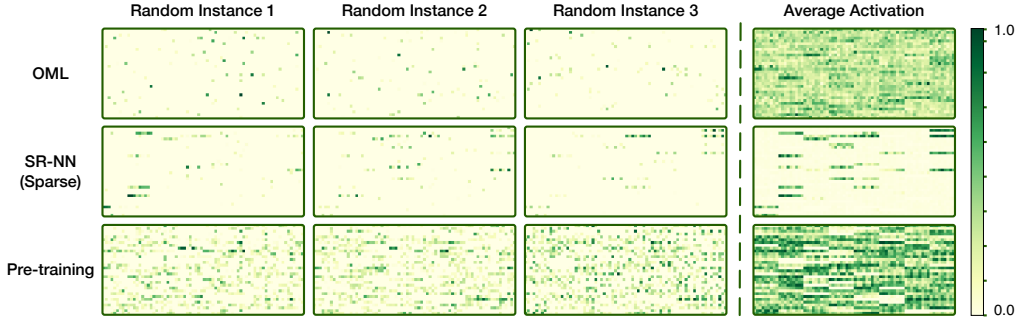 Random Instance 1
Random Instance 2
Random Instance 3
Average Activation
1.0
OML
SR-NN
(Sparse)
Pre-training
0.0